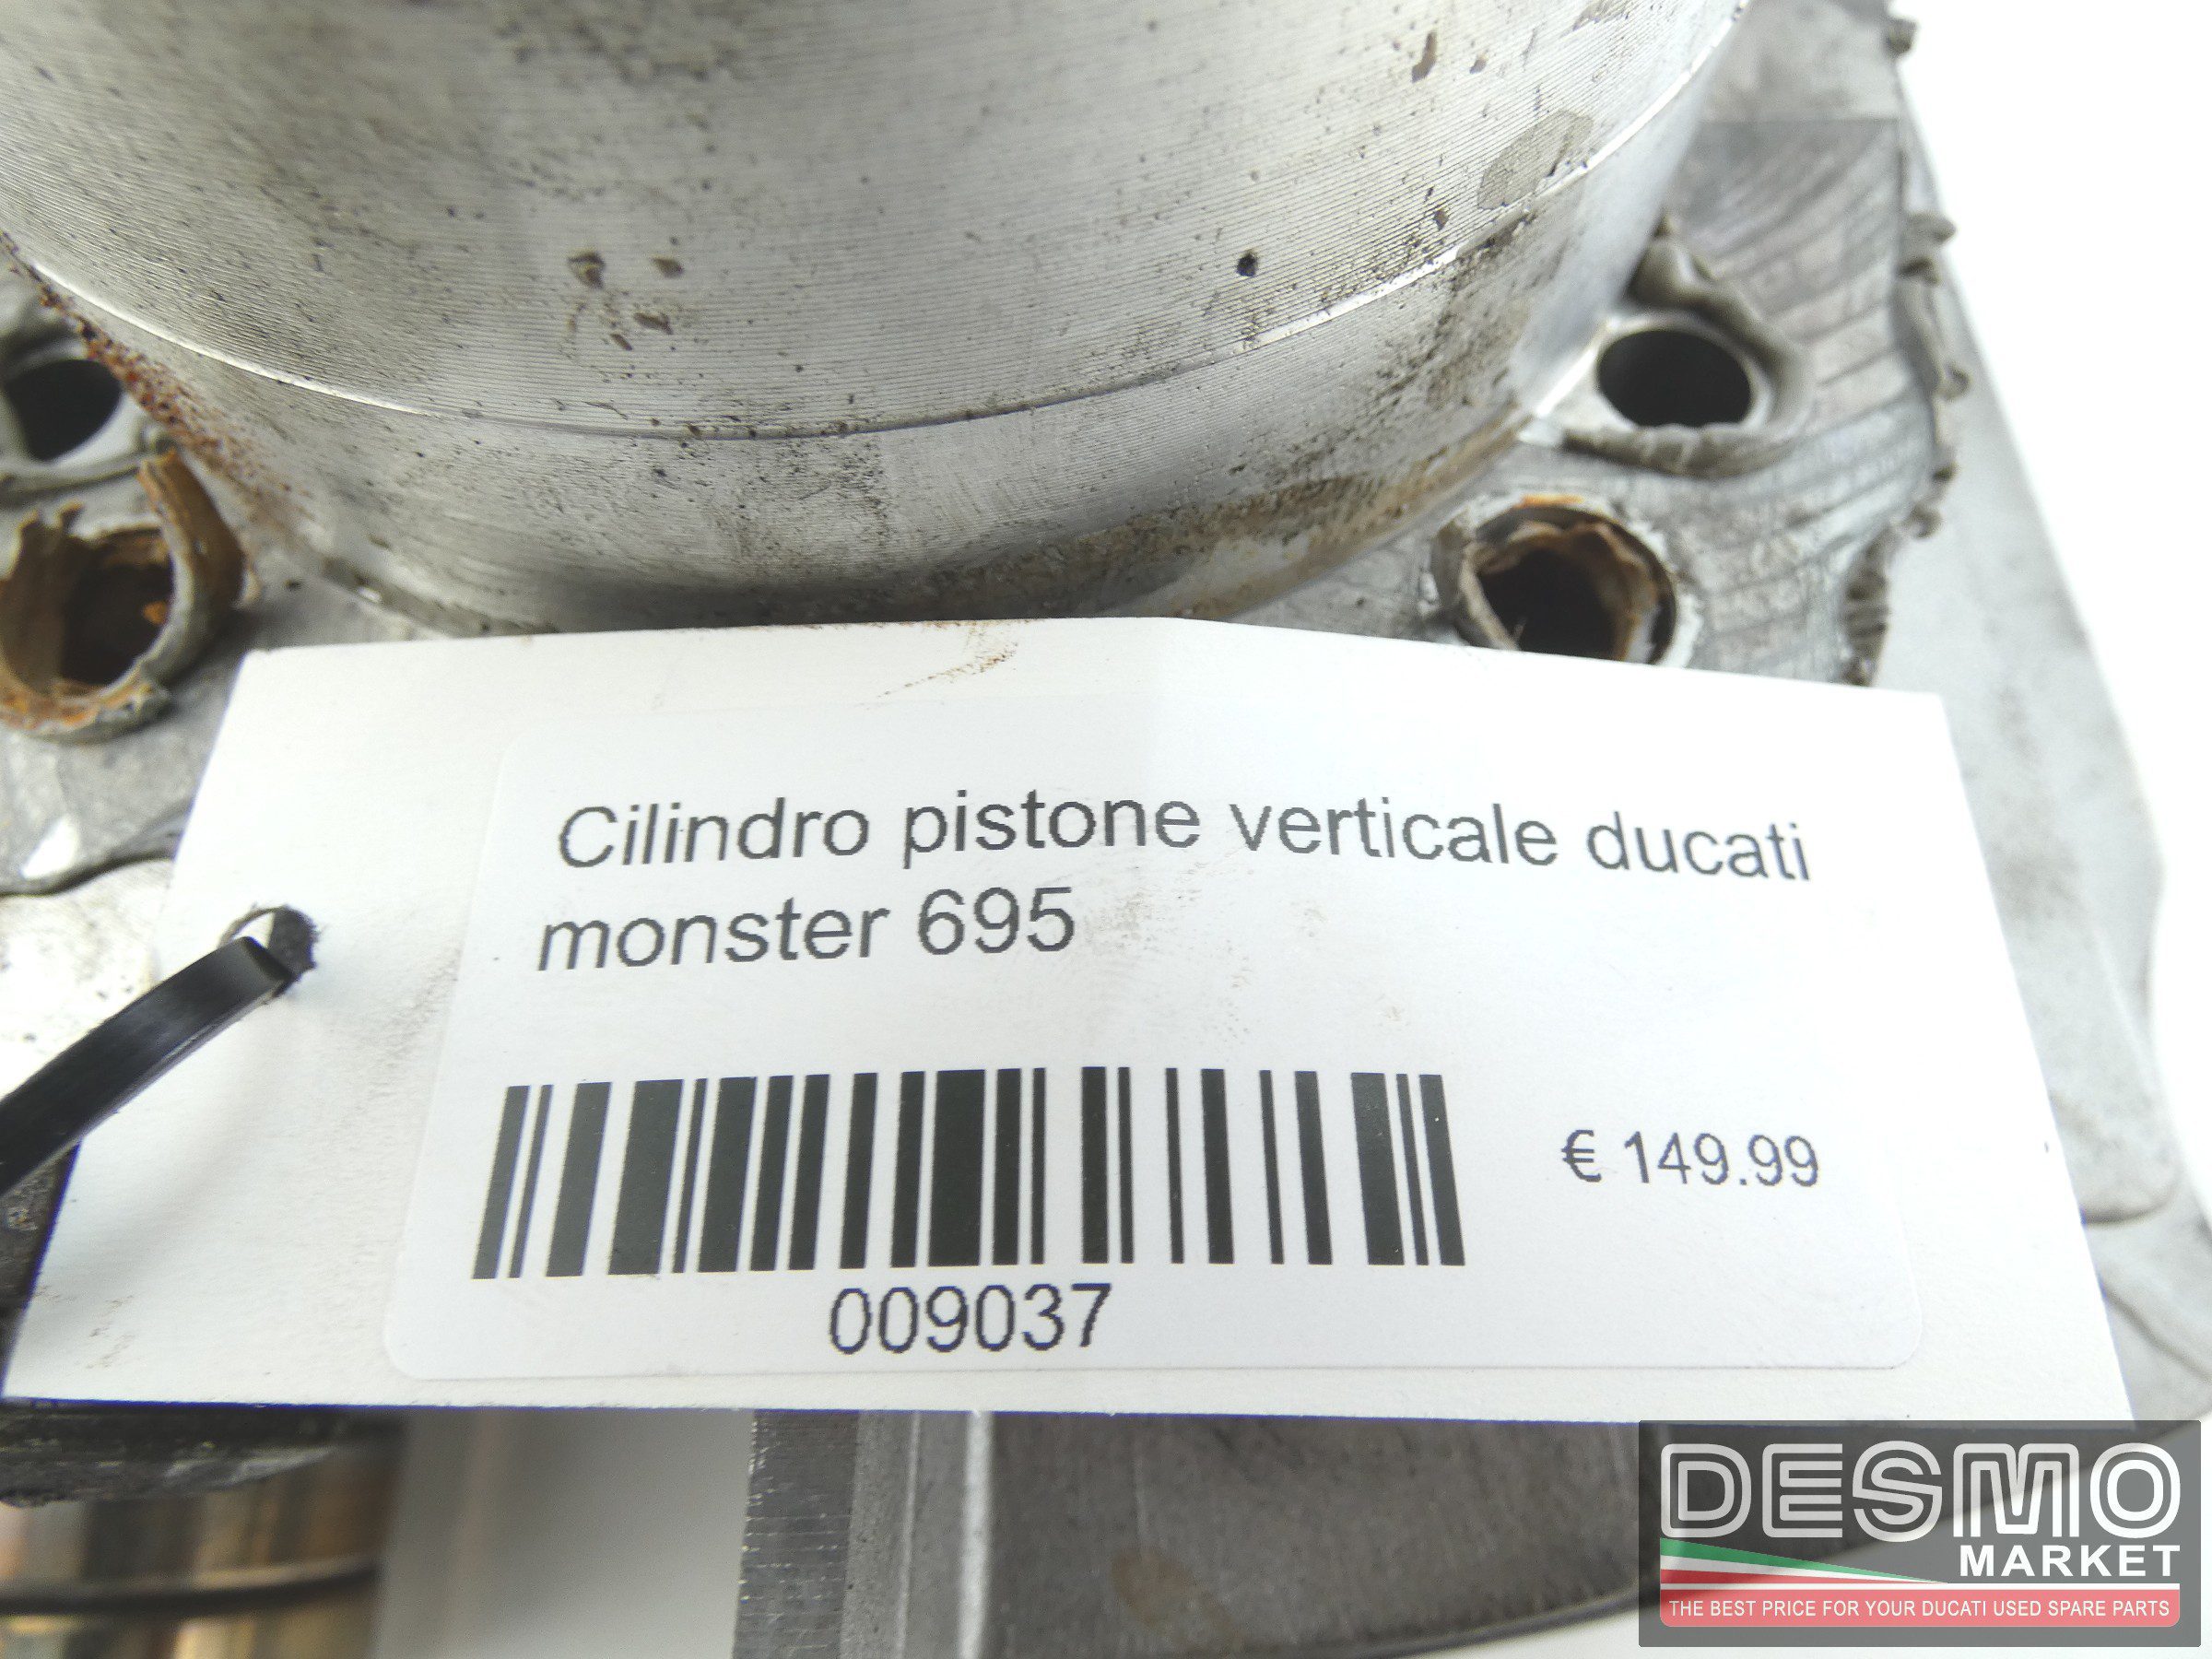 Cilindro pistone verticale ducati
monster 695
€ 149.99
009037
DESMO
MARKET
THE BEST PRICE FOR YOUR DUCATI USED SPARE PARTS